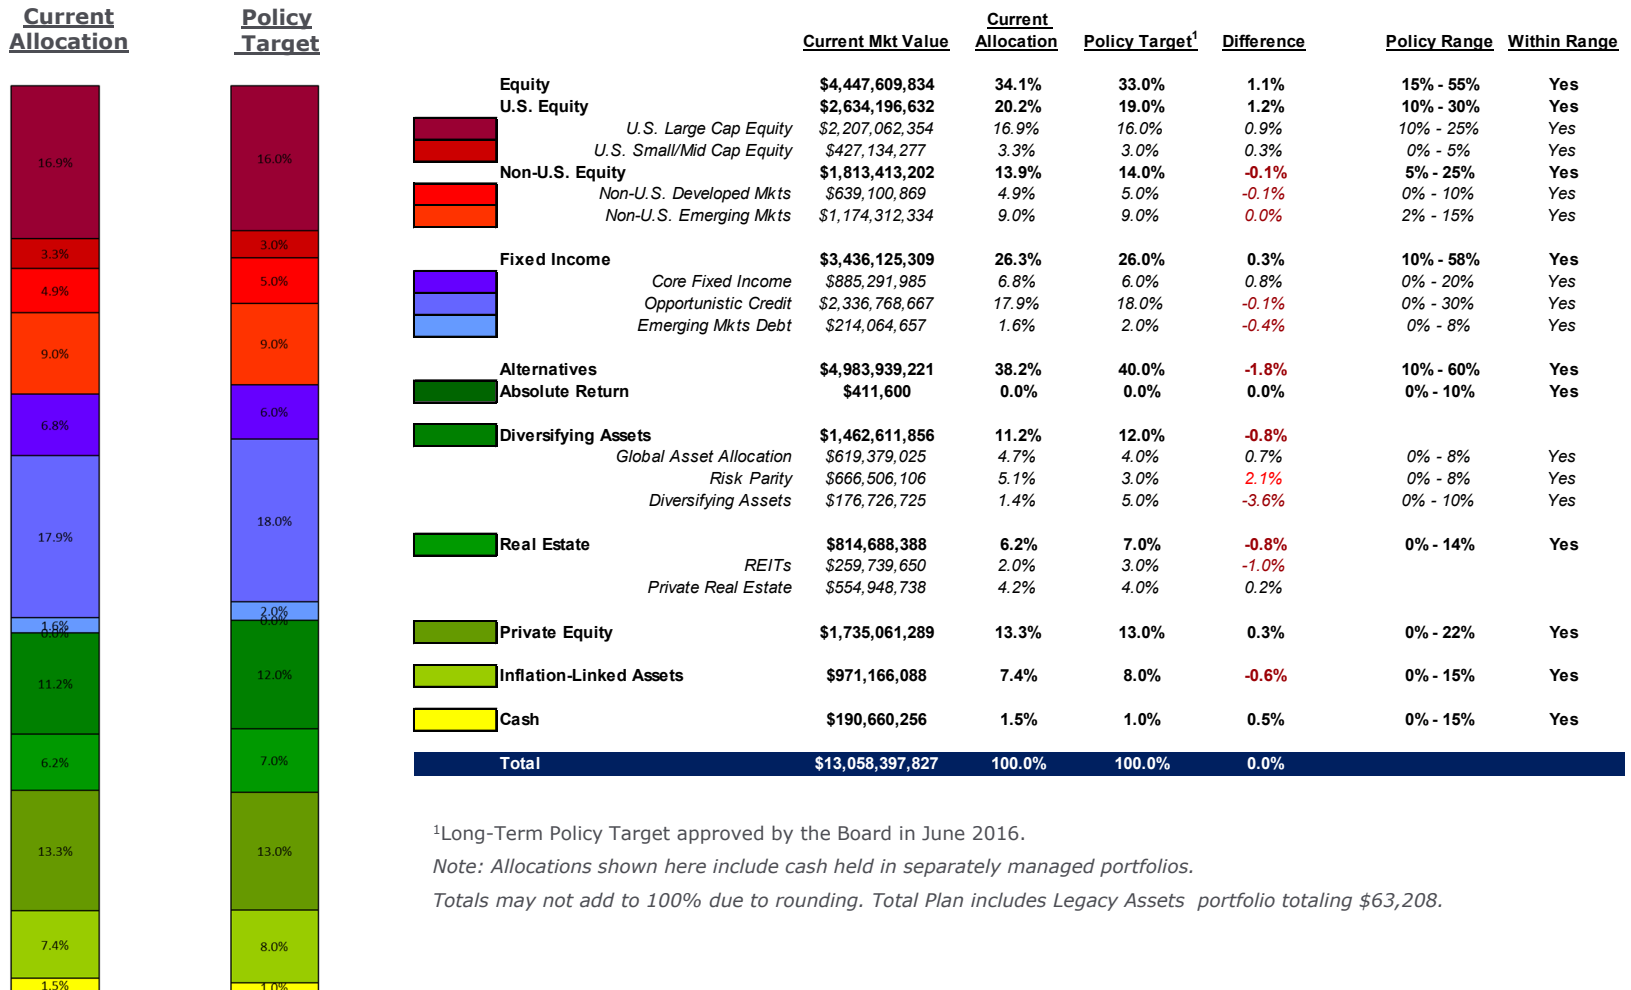 Current
Allocation
Policy
Target
16.9%
3.3%
4.9%
9.0%
6.8%
17.9%
1.6%
0.0%
11.2%
6.2%
13.3%
7.4%
1.5%
16.0%
3.0%
5.0%
9.0%
6.0%
18.0%
2.0%
0.0%
12.0%
7.0%
13.0%
8.0%
1.0%
Current
Current Mkt Value Allocation Policy Target¹ Difference Policy Range Within Range
Equity $4,447,609,834 34.1% 33.0% 1.1% 15% - 55% Yes
U.S. Equity $2,634,196,632 20.2% 19.0% 1.2% 10% - 30% Yes
U.S. Large Cap Equity $2,207,062,354 16.9% 16.0% 0.9% 10% - 25% Yes
U.S. Small/Mid Cap Equity $427,134,277 3.3% 3.0% 0.3% 0% - 5% Yes
Non-U.S. Equity $1,813,413,202 13.9% 14.0% -0.1% 5% - 25% Yes
Non-U.S. Developed Mkts $639,100,869 4.9% 5.0% -0.1% 0% - 10% Yes
Non-U.S. Emerging Mkts $1,174,312,334 9.0% 9.0% 0.0% 2% - 15% Yes
Fixed Income $3,436,125,309 26.3% 26.0% 0.3% 10% - 58% Yes
Core Fixed Income $885,291,985 6.8% 6.0% 0.8% 0% - 20% Yes
Opportunistic Credit $2,336,768,667 17.9% 18.0% -0.1% 0% - 30% Yes
Emerging Mkts Debt $214,064,657 1.6% 2.0% -0.4% 0% - 8% Yes
Alternatives $4,983,939,221 38.2% 40.0% -1.8% 10% - 60% Yes
Absolute Return $411,600 0.0% 0.0% 0.0% 0% - 10% Yes
Diversifying Assets $1,462,611,856 11.2% 12.0% -0.8%
Global Asset Allocation $619,379,025 4.7% 4.0% 0.7% 0% - 8% Yes
Risk Parity $666,506,106 5.1% 3.0% 2.1% 0% - 8% Yes
Diversifying Assets $176,726,725 1.4% 5.0% -3.6% 0% - 10% Yes
Real Estate $814,688,388 6.2% 7.0% -0.8% 0% - 14% Yes
REITs $259,739,650 2.0% 3.0% -1.0%
Private Real Estate $554,948,738 4.2% 4.0% 0.2%
Private Equity $1,735,061,289 13.3% 13.0% 0.3% 0% - 22% Yes
Inflation-Linked Assets $971,166,088 7.4% 8.0% -0.6% 0% - 15% Yes
Cash $190,660,256 1.5% 1.0% 0.5% 0% - 15% Yes
Total $13,058,397,827 100.0% 100.0% 0.0%
¹Long-Term Policy Target approved by the Board in June 2016.
Note: Allocations shown here include cash held in separately managed portfolios.
Totals may not add to 100% due to rounding. Total Plan includes Legacy Assets portfolio totaling $63,208.